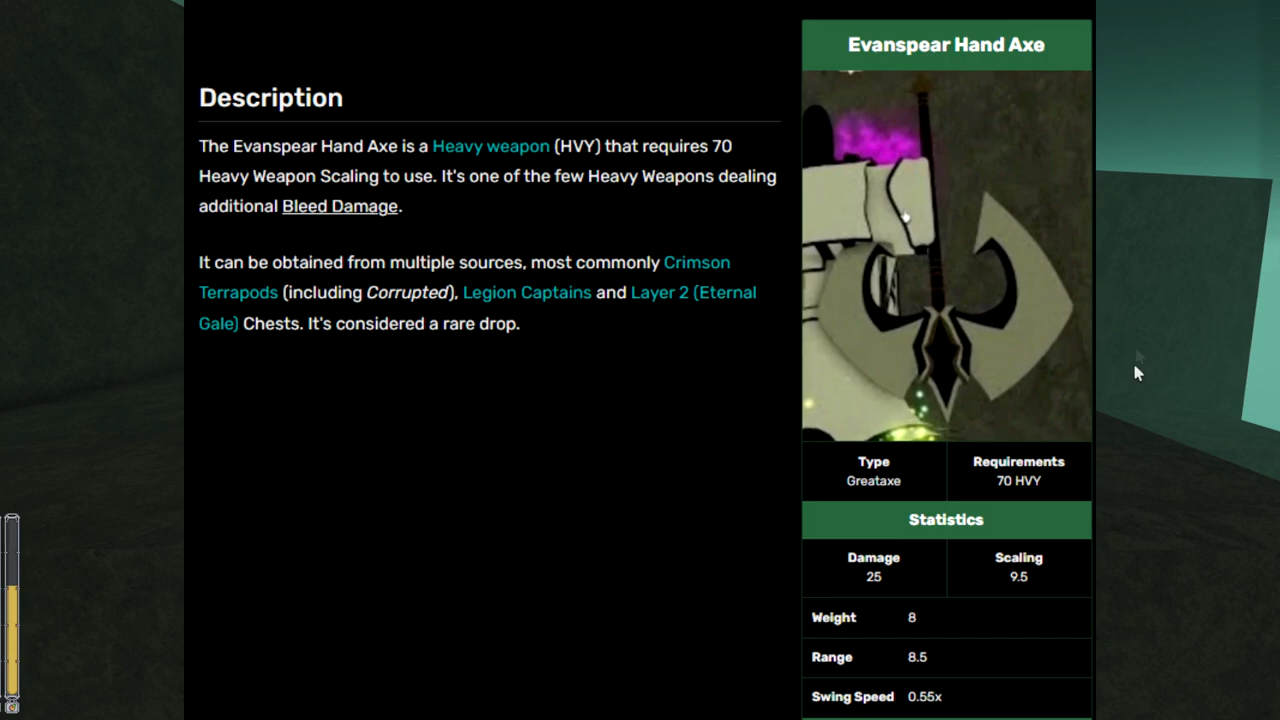 Evanspear Hand Axe
Description
The Evanspear Hand Axe is a Heavy weapon (HVY) that requires 70
Heavy Weapon Scaling to use. It's one of the few Heavy Weapons dealing
additional Bleed Damage.
It can be obtained from multiple sources, most commonly Crimson
Terrapods (including Corrupted), Legion Captains and Layer 2 (Eternal
Gale) Chests. It's considered a rare drop.
Type
Greataxe
Requirements
70 HVY
Statistics
Damage
25
Scaling
9.5
Weight 8
Range 8.5
Swing Speed 0.55x